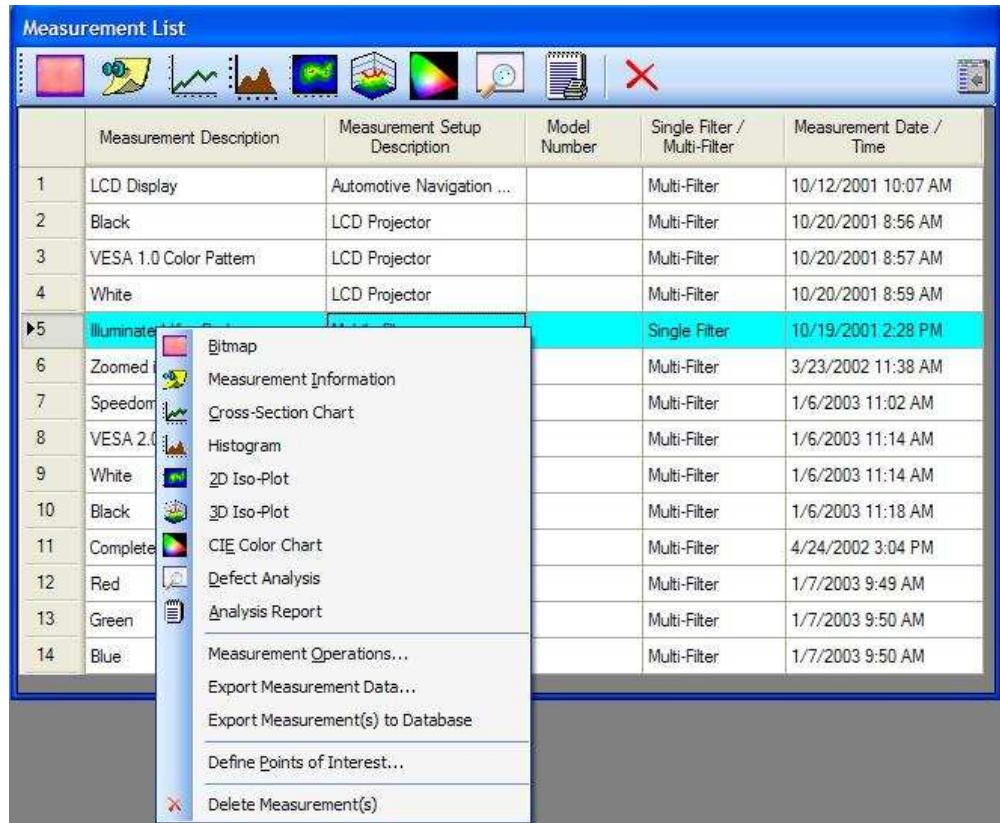 Measurement List
Measurement Description Measurement Setup Description Model Number Single Filter / Multi-Filter Measurement Date / Time
1 LCD Display Automotive Navigation ... Multi-Filter 10/12/2001 10:07 AM
2 Black LCD Projector Multi-Filter 10/20/2001 8:56 AM
3 VESA 1.0 Color Pattern LCD Projector Multi-Filter 10/20/2001 8:57 AM
4 White LCD Projector Multi-Filter 10/20/2001 8:59 AM
5 Single Filter 10/19/2001 2:28 PM
6 Zoomed Multi-Filter 3/23/2002 11:38 AM
7 Multi-Filter 1/6/2003 11:02 AM
8 VESA Multi-Filter 1/6/2003 11:14 AM
9 White Multi-Filter 1/6/2003 11:14 AM
10 Black Multi-Filter 1/6/2003 11:18 AM
11 Complete Multi-Filter 4/24/2002 3:04 PM
12 Red Multi-Filter 1/7/2003 9:49 AM
13 Green Multi-Filter 1/7/2003 9:50 AM
14 Blue Multi-Filter 1/7/2003 9:50 AM
Bitmap
Measurement Information
Cross-Section Chart
Histogram
2D Iso-Plot
3D Iso-Plot
CIE Color Chart
Defect Analysis
Analysis Report
Measurement Operations...
Export Measurement Data...
Export Measurement(s) to Database
Define Points of Interest...
Delete Measurement(s)